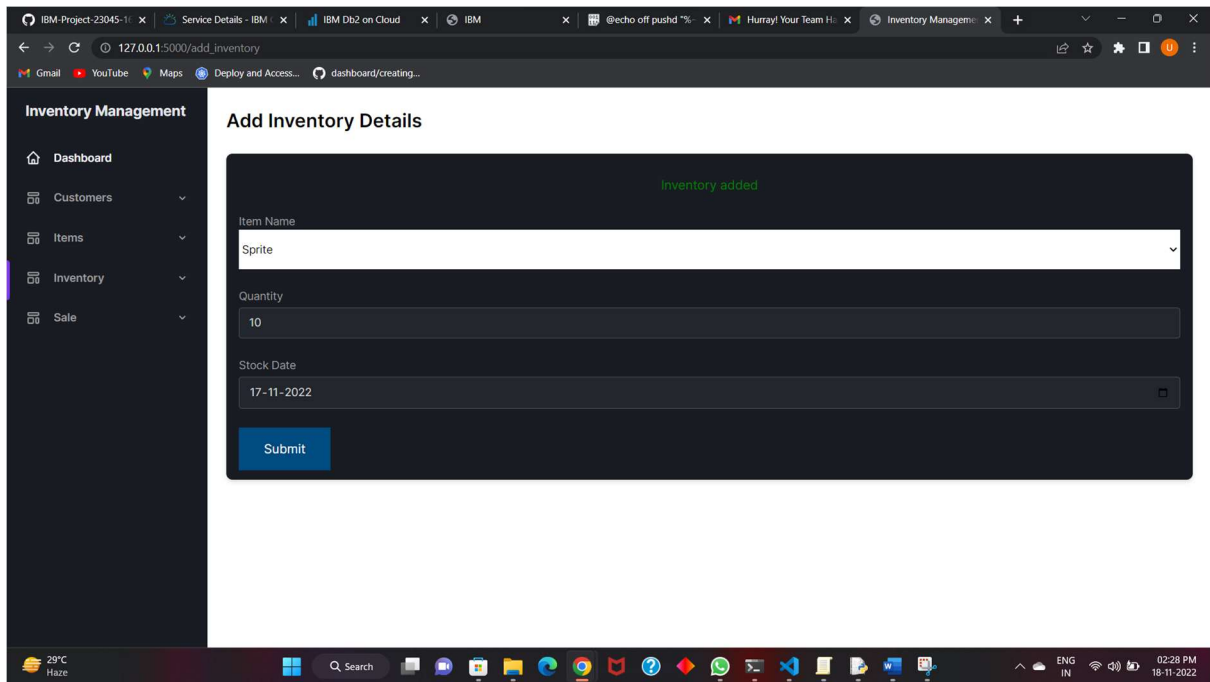 IBM-Project-23045-1
Service Details - IBM
IBM Db2 on Cloud
IBM
@echo off pushd "%~
Hurray! Your Team Ha
Inventory Manageme
127.0.0.1:5000/add_inventory
U
Gmail
YouTube
Maps
Deploy and Access...
dashboard/creating...
Inventory Management
Dashboard
Customers
Items
Inventory
Sale
Add Inventory Details
Inventory added
Item Name
Sprite
Quantity
10
Stock Date
17-11-2022
Submit
29°C
Haze
Search
ENG
IN
02:28 PM
18-11-2022